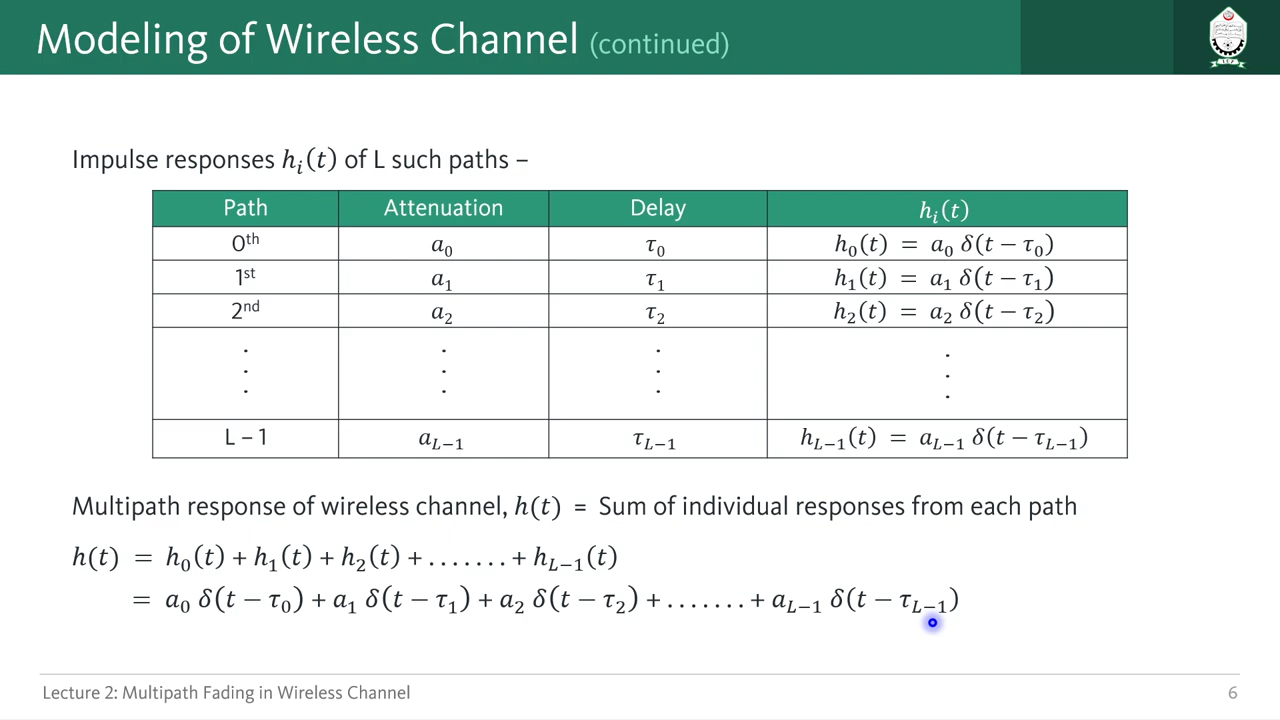 Modeling of Wireless Channel (continued)
Impulse responses hᵢ(t) of L such paths –
Path Attenuation Delay hᵢ(t)
0ᵗʰ a₀ τ₀ h₀(t) = a₀ δ(t − τ₀)
1ˢᵗ a₁ τ₁ h₁(t) = a₁ δ(t − τ₁)
2ⁿᵈ a₂ τ₂ h₂(t) = a₂ δ(t − τ₂)
. . . .
. . . .
. . . .
L – 1 a_{L−1} τ_{L−1} h_{L−1}(t) = a_{L−1} δ(t − τ_{L−1})
Multipath response of wireless channel, h(t) = Sum of individual responses from each path
h(t) = h₀(t) + h₁(t) + h₂(t) + . . . . . . . + h_{L−1}(t)
= a₀ δ(t − τ₀) + a₁ δ(t − τ₁) + a₂ δ(t − τ₂) + . . . . . . . + a_{L−1} δ(t − τ_{L−1})
Lecture 2: Multipath Fading in Wireless Channel 6